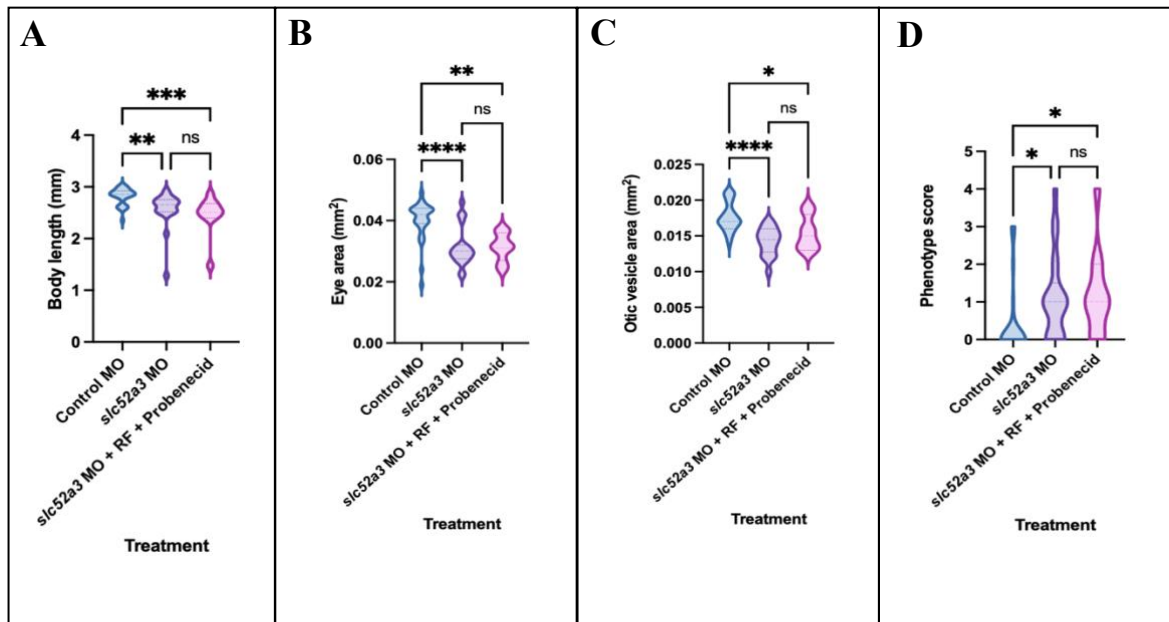 A
***
**
ns
4
3
2
1
0
Body length (mm)
Control MO
slc52a3 MO
slc52a3 MO + RF + Probenecid
Treatment
B
**
ns
****
0.06
0.04
0.02
0.00
Eye area (mm²)
Control MO
slc52a3 MO
slc52a3 MO + RF + Probenecid
Treatment
C
*
ns
****
0.025
0.020
0.015
0.010
0.005
0.000
Otic vesicle area (mm²)
Control MO
slc52a3 MO
slc52a3 MO + RF + Probenecid
Treatment
D
*
*
ns
5
4
3
2
1
0
Phenotype score
Control MO
slc52a3 MO
slc52a3 MO + RF + Probenecid
Treatment